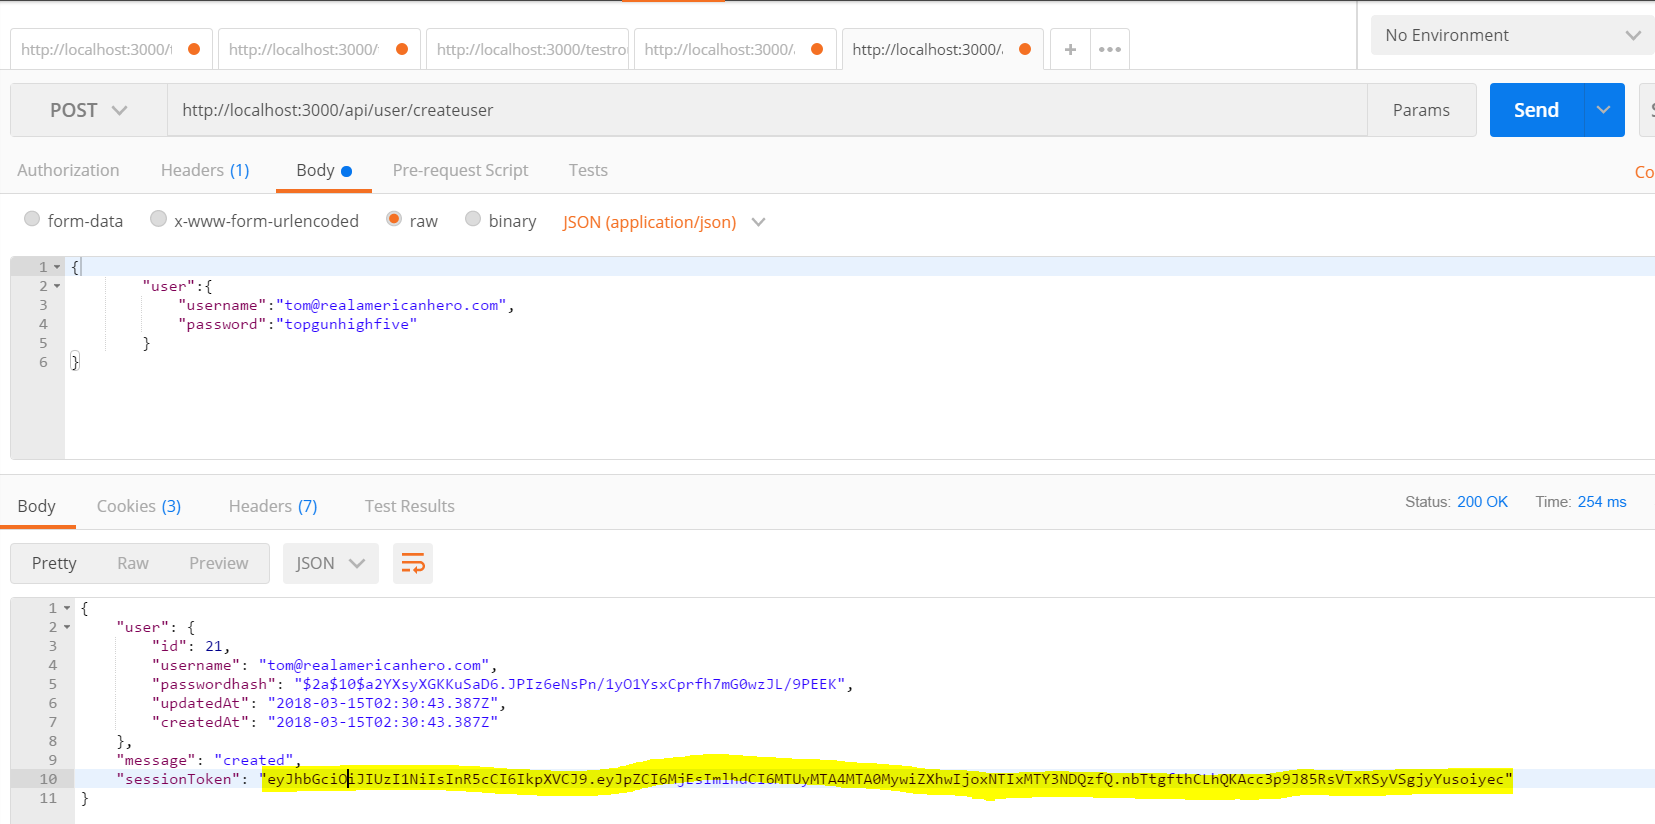 http://localhost:3000/ http://localhost:3000/ http://localhost:3000/testro http://localhost:3000/ http://localhost:3000/ + ••• No Environment
POST http://localhost:3000/api/user/createuser Params Send
Authorization Headers (1) Body Pre-request Script Tests Co
form-data x-www-form-urlencoded raw binary JSON (application/json)
1 {
2 "user":{
3 "username":"tom@realamericanhero.com",
4 "password":"topgunhighfive"
5 }
6 }
Body Cookies (3) Headers (7) Test Results Status: 200 OK Time: 254 ms
Pretty Raw Preview JSON
1 {
2 "user": {
3 "id": 21,
4 "username": "tom@realamericanhero.com",
5 "passwordhash": "$2a$10$a2YXsyXGKKuSaD6.JPIz6eNsPn/1yO1YsxCprfh7mG0wzJL/9PEEK",
6 "updatedAt": "2018-03-15T02:30:43.387Z",
7 "createdAt": "2018-03-15T02:30:43.387Z"
8 },
9 "message": "created",
10 "sessionToken": "eyJhbGciOiJIUzI1NiIsInR5cCI6IkpXVCJ9.eyJpZCI6MjEsImlhdCI6MTUyMTA4MTA0MywiZXhwIjoxNTIxMTY3NDQzfQ.nbTtgfthCLhQKAcc3p9J85RsVTxRSyVSgjyYusoiyec"
11 }